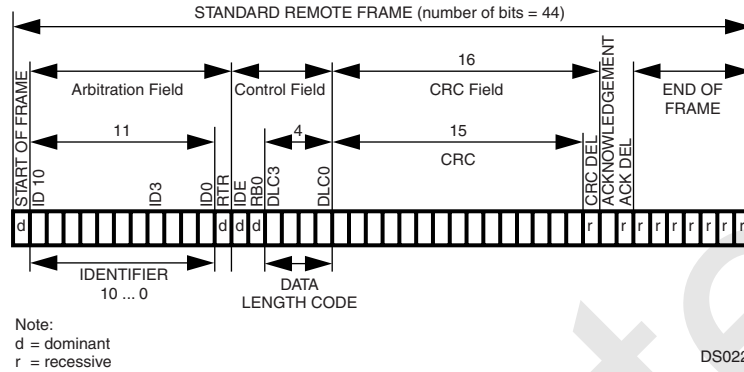 STANDARD REMOTE FRAME (number of bits = 44)
16
Arbitration Field
Control Field
CRC Field
END OF
FRAME
11
4
15
CRC
START OF FRAME
ID 10
ID3
ID0
RTR
IDE
RB0
DLC3
DLC0
CRC DEL
ACKNOWLEDGEMENT
ACK DEL
d d d d r r r r r r r r r
IDENTIFIER
10 ... 0
DATA
LENGTH CODE
Note:
d = dominant
r = recessive
DS022